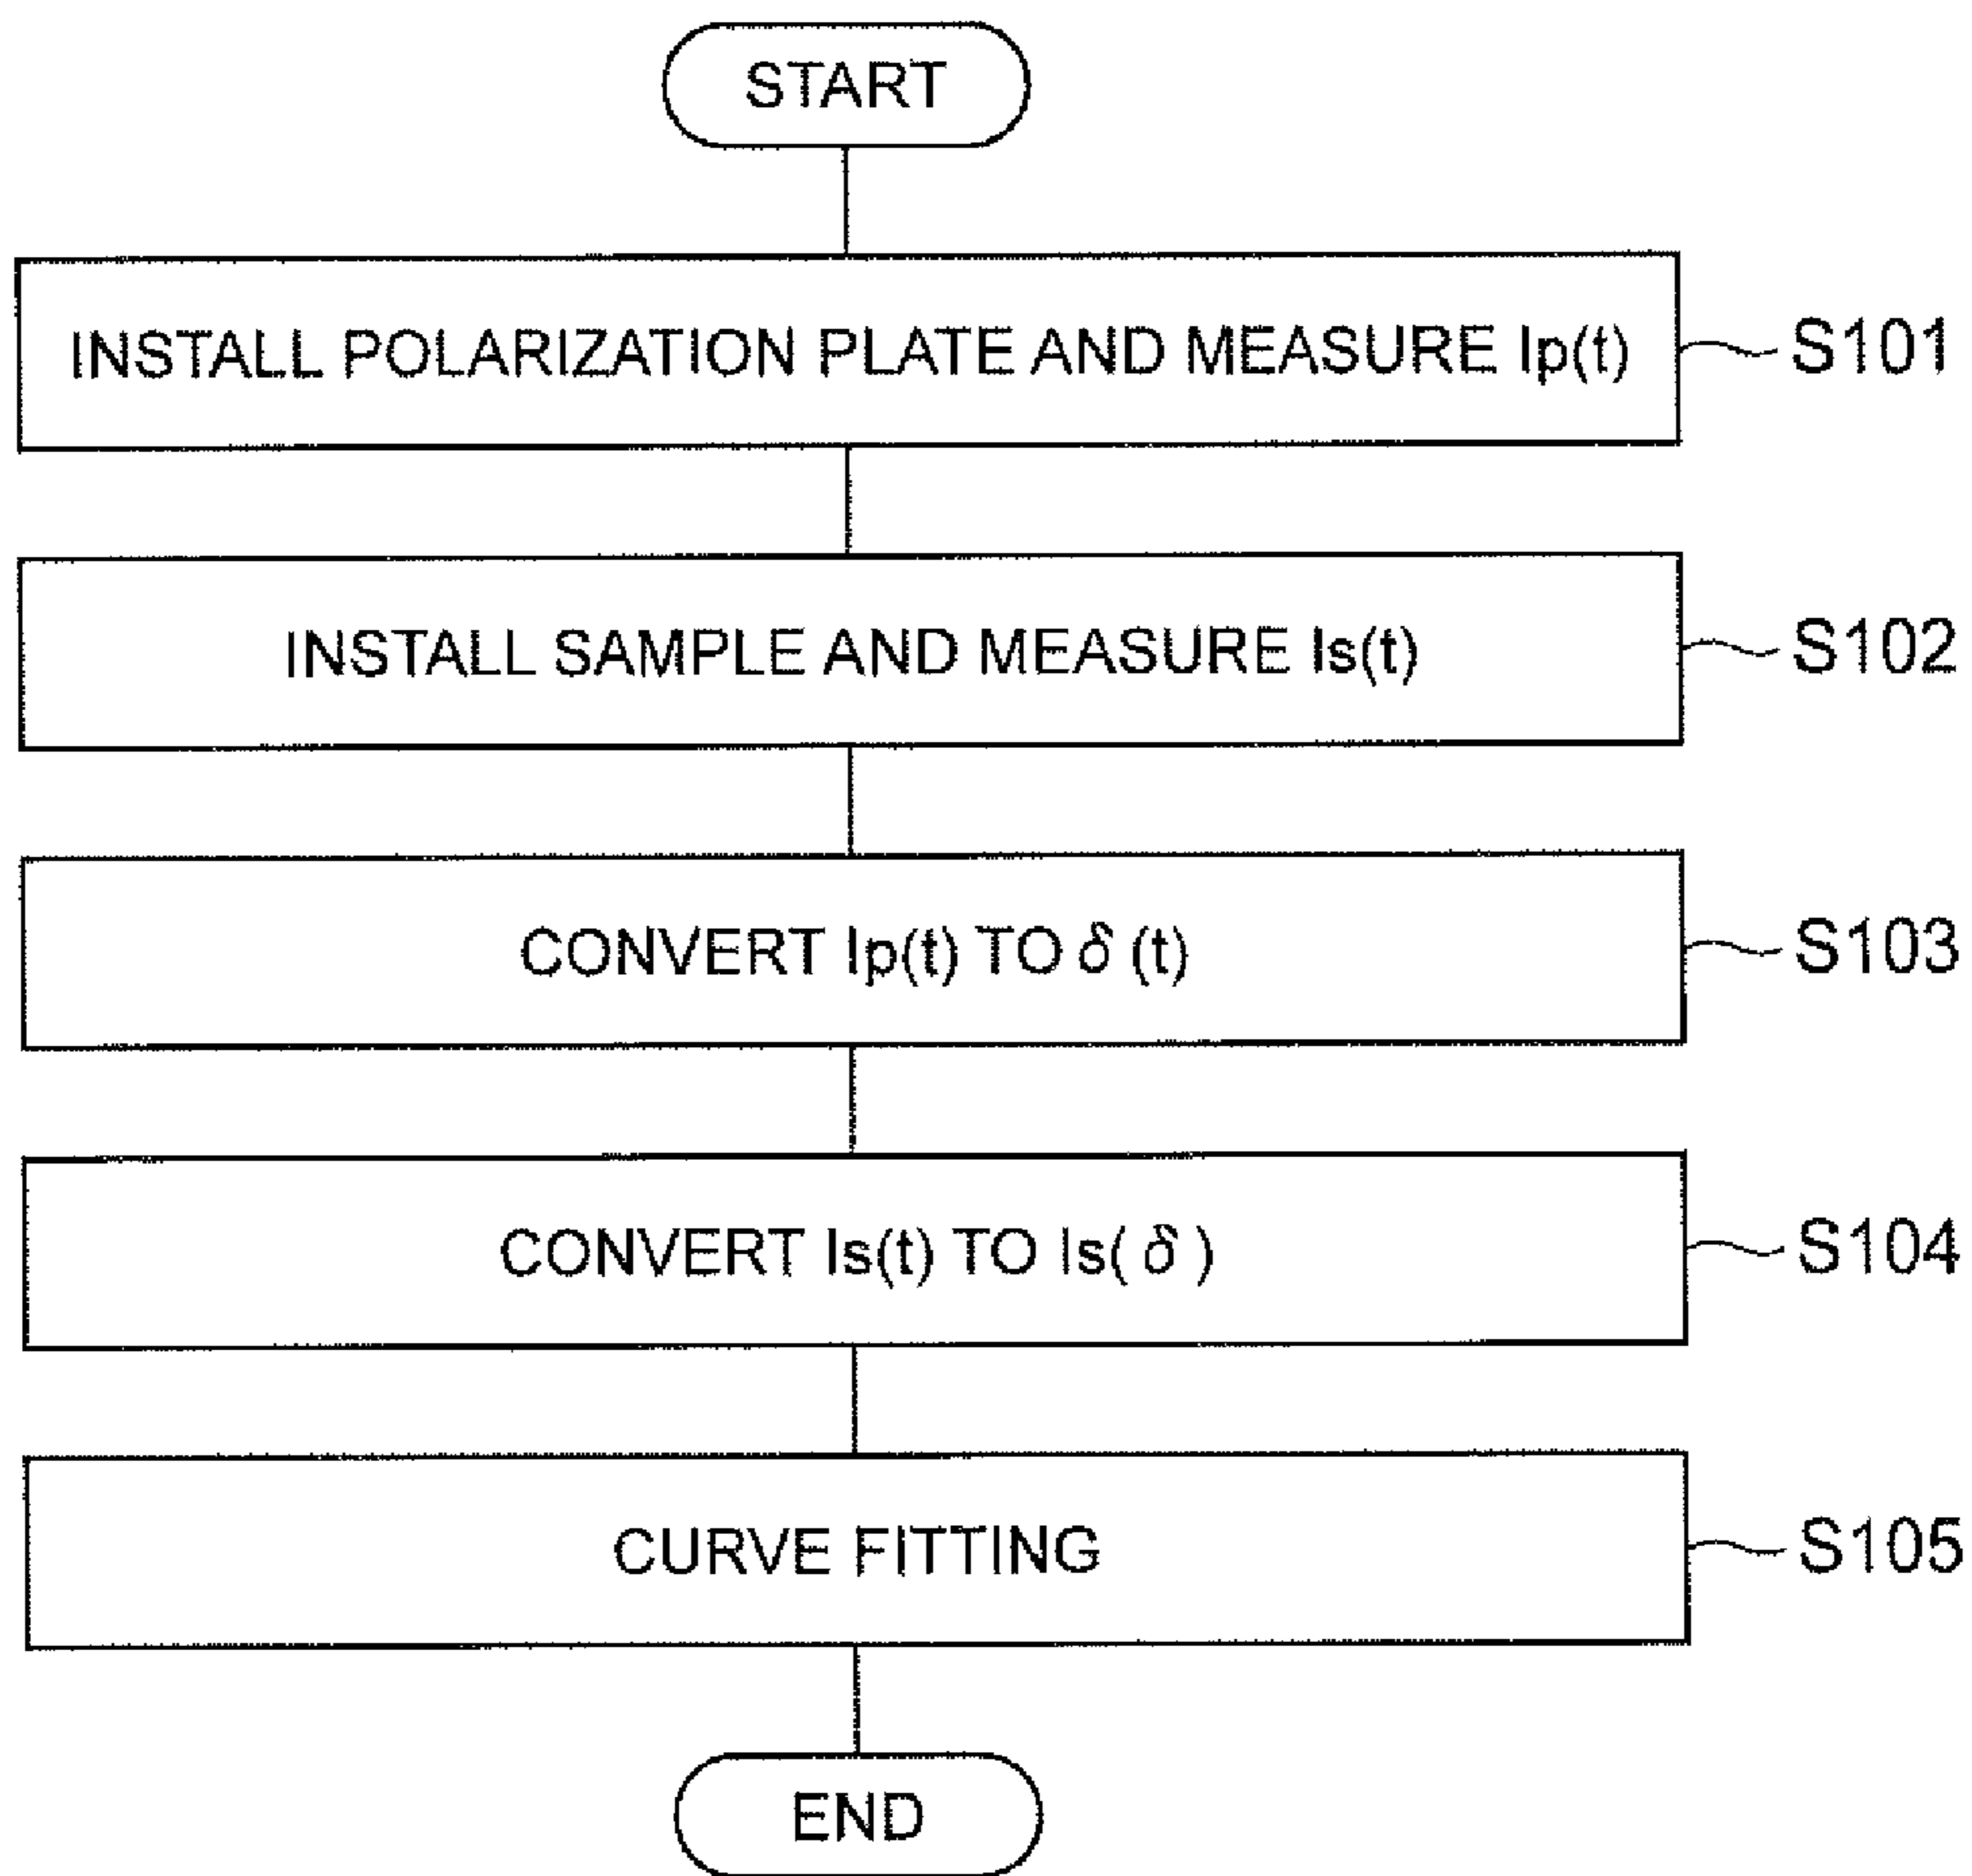 START
INSTALL POLARIZATION PLATE AND MEASURE Ip(t)
S101
INSTALL SAMPLE AND MEASURE Is(t)
S102
CONVERT Ip(t) TO δ (t)
S103
CONVERT Is(t) TO Is( δ )
S104
CURVE FITTING
S105
END